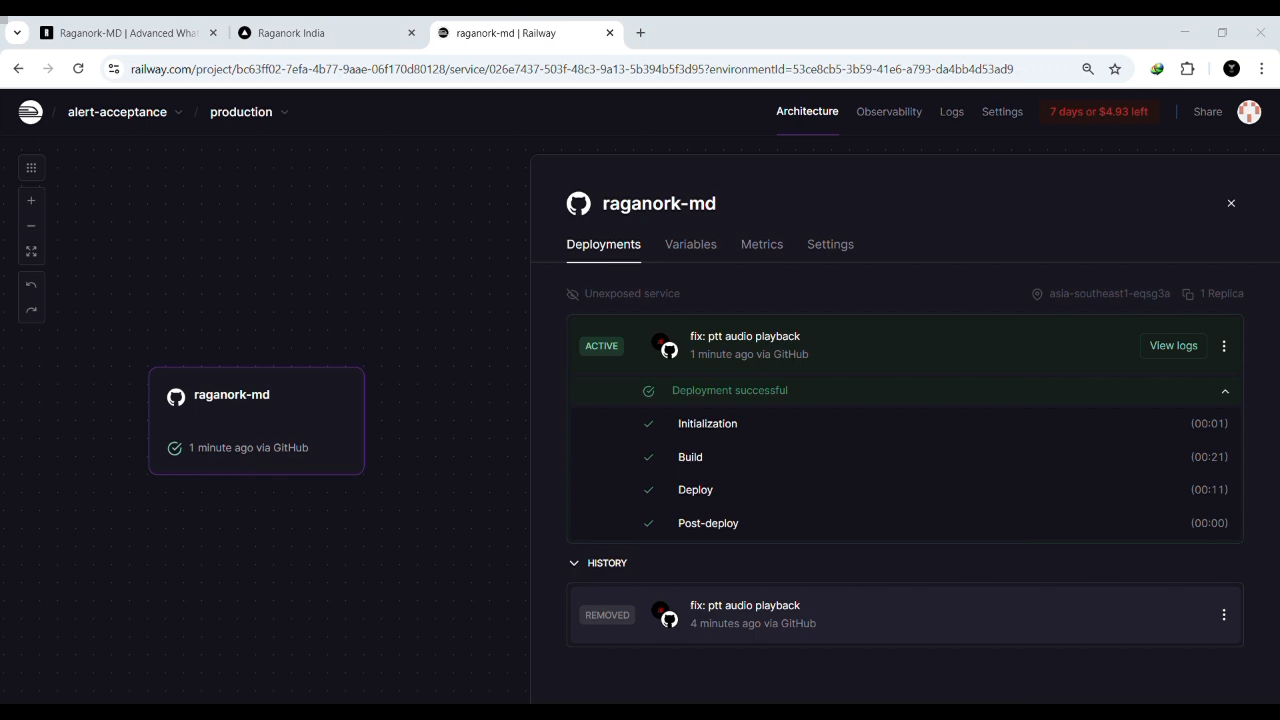 Raganork-MD | Advanced Wha
Raganork India
raganork-md | Railway
railway.com/project/bc63ff02-7efa-4b77-9aae-06f170d80128/service/026e7437-503f-48c3-9a13-5b394b5f3d95?environmentId=53ce8cb5-3b59-41e6-a793-da4bb4d53ad9
alert-acceptance / production
Architecture Observability Logs Settings 7 days or $4.93 left Share
raganork-md
Deployments Variables Metrics Settings
Unexposed service asia-southeast1-eqsg3a 1 Replica
ACTIVE fix: ptt audio playback View logs
1 minute ago via GitHub
Deployment successful
Initialization (00:01)
Build (00:21)
Deploy (00:11)
Post-deploy (00:00)
HISTORY
REMOVED fix: ptt audio playback
4 minutes ago via GitHub
raganork-md
1 minute ago via GitHub